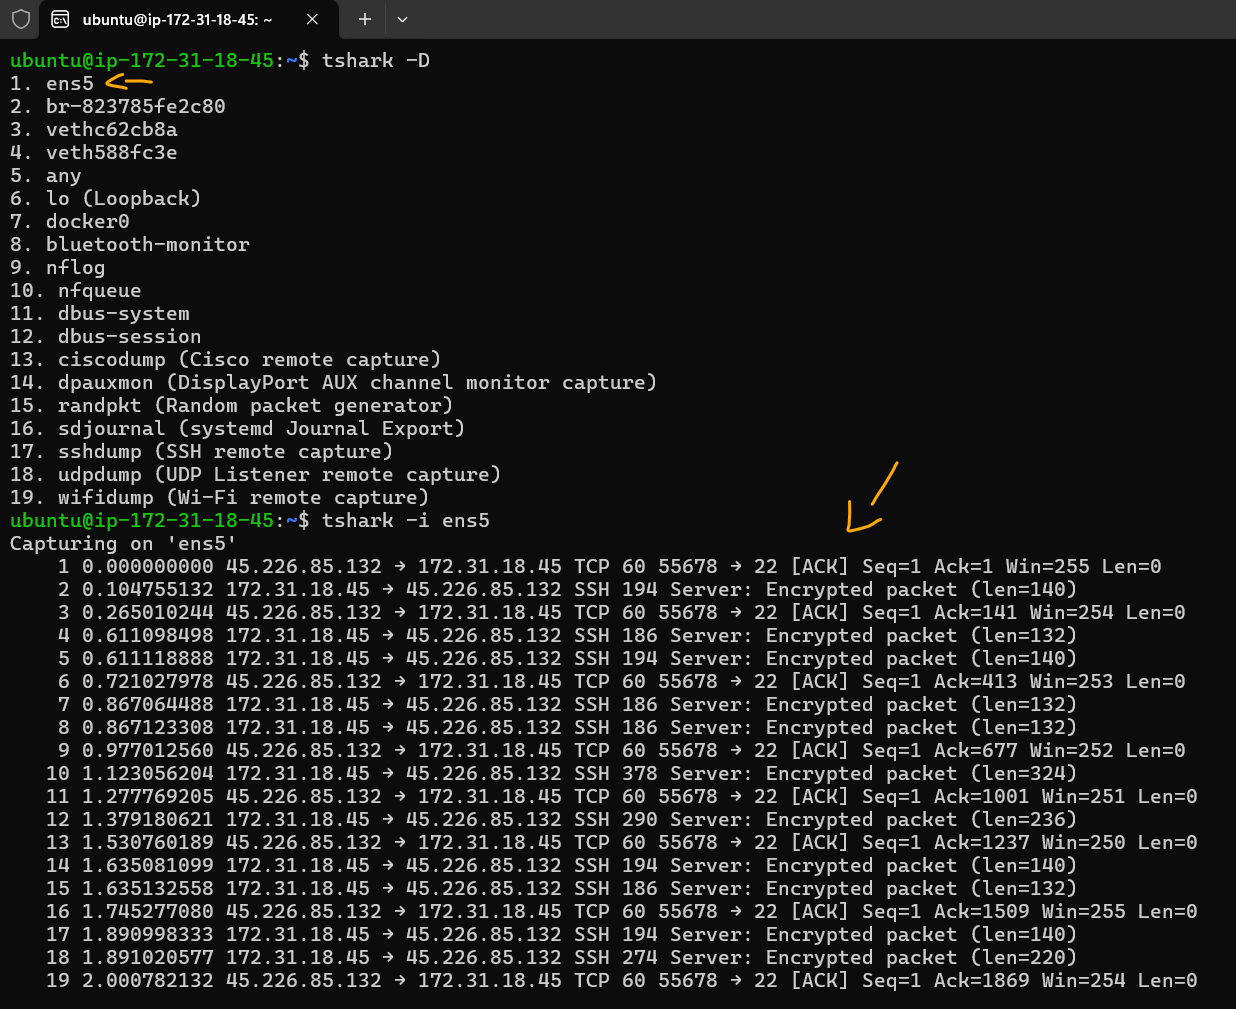 ubuntu@ip-172-31-18-45: ~
ubuntu@ip-172-31-18-45:~$ tshark -D
1. ens5
2. br-823785fe2c80
3. vethc62cb8a
4. veth588fc3e
5. any
6. lo (Loopback)
7. docker0
8. bluetooth-monitor
9. nflog
10. nfqueue
11. dbus-system
12. dbus-session
13. ciscodump (Cisco remote capture)
14. dpauxmon (DisplayPort AUX channel monitor capture)
15. randpkt (Random packet generator)
16. sdjournal (systemd Journal Export)
17. sshdump (SSH remote capture)
18. udpdump (UDP Listener remote capture)
19. wifidump (Wi-Fi remote capture)
ubuntu@ip-172-31-18-45:~$ tshark -i ens5
Capturing on 'ens5'
1 0.000000000 45.226.85.132 → 172.31.18.45 TCP 60 55678 → 22 [ACK] Seq=1 Ack=1 Win=255 Len=0
2 0.104755132 172.31.18.45 → 45.226.85.132 SSH 194 Server: Encrypted packet (len=140)
3 0.265010244 45.226.85.132 → 172.31.18.45 TCP 60 55678 → 22 [ACK] Seq=1 Ack=141 Win=254 Len=0
4 0.611098498 172.31.18.45 → 45.226.85.132 SSH 186 Server: Encrypted packet (len=132)
5 0.611118888 172.31.18.45 → 45.226.85.132 SSH 194 Server: Encrypted packet (len=140)
6 0.721027978 45.226.85.132 → 172.31.18.45 TCP 60 55678 → 22 [ACK] Seq=1 Ack=413 Win=253 Len=0
7 0.867064488 172.31.18.45 → 45.226.85.132 SSH 186 Server: Encrypted packet (len=132)
8 0.867123308 172.31.18.45 → 45.226.85.132 SSH 186 Server: Encrypted packet (len=132)
9 0.977012560 45.226.85.132 → 172.31.18.45 TCP 60 55678 → 22 [ACK] Seq=1 Ack=677 Win=252 Len=0
10 1.123056204 172.31.18.45 → 45.226.85.132 SSH 378 Server: Encrypted packet (len=324)
11 1.277769205 45.226.85.132 → 172.31.18.45 TCP 60 55678 → 22 [ACK] Seq=1 Ack=1001 Win=251 Len=0
12 1.379180621 172.31.18.45 → 45.226.85.132 SSH 290 Server: Encrypted packet (len=236)
13 1.530760189 45.226.85.132 → 172.31.18.45 TCP 60 55678 → 22 [ACK] Seq=1 Ack=1237 Win=250 Len=0
14 1.635081099 172.31.18.45 → 45.226.85.132 SSH 194 Server: Encrypted packet (len=140)
15 1.635132558 172.31.18.45 → 45.226.85.132 SSH 186 Server: Encrypted packet (len=132)
16 1.745277080 45.226.85.132 → 172.31.18.45 TCP 60 55678 → 22 [ACK] Seq=1 Ack=1509 Win=255 Len=0
17 1.890998333 172.31.18.45 → 45.226.85.132 SSH 194 Server: Encrypted packet (len=140)
18 1.891020577 172.31.18.45 → 45.226.85.132 SSH 274 Server: Encrypted packet (len=220)
19 2.000782132 45.226.85.132 → 172.31.18.45 TCP 60 55678 → 22 [ACK] Seq=1 Ack=1869 Win=254 Len=0